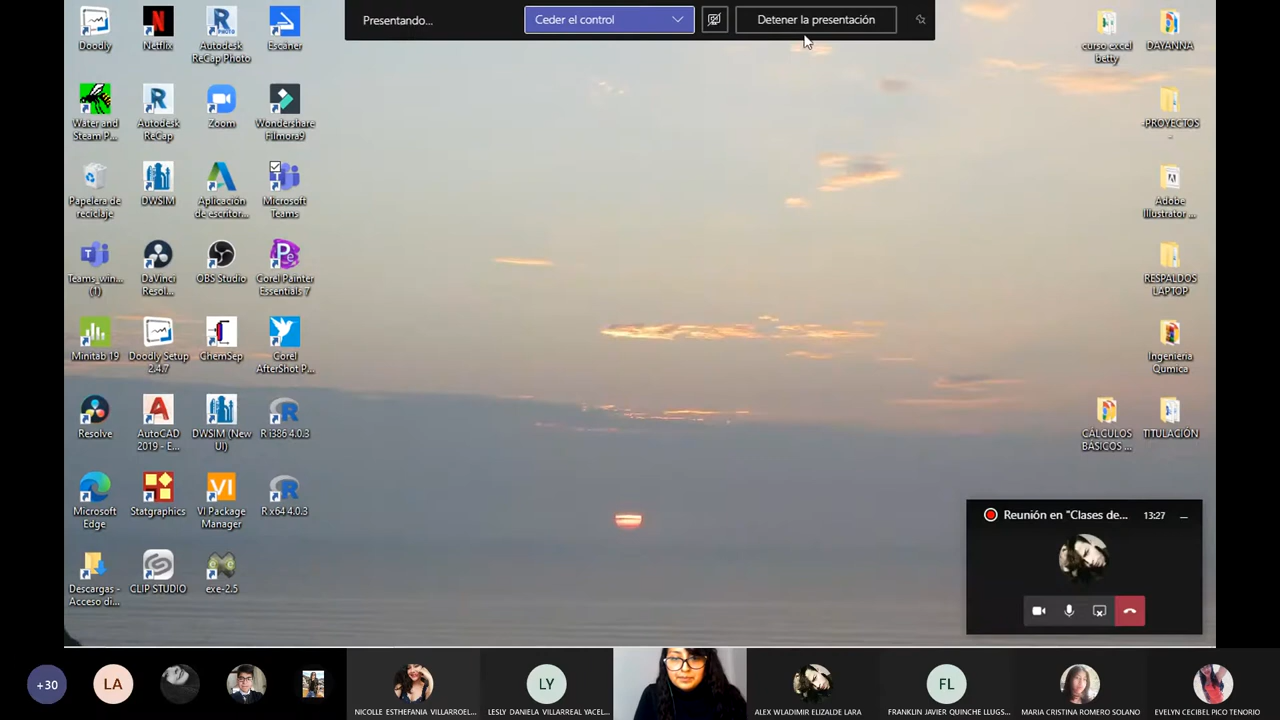 Presentando...
Ceder el control
Detener la presentación
Doodly
Netflix
Autodesk
ReCap Photo
Escáner
curso excel
betty
DAYANNA
Water and
Steam P...
Autodesk
ReCap
Zoom
Wondershare
Filmora9
-PROYECTOS
-
Papelera de
reciclaje
DWSIM
Aplicación
de escritor...
Microsoft
Teams
Adobe
Illustrator ...
Teams_win...
(1)
DaVinci
Resol...
OBS Studio
Corel Painter
Essentials 7
RESPALDOS
LAPTOP
Minitab 19
Doodly Setup
2.4.7
ChemSep
Corel
AfterShot P...
Ingenieria
Qumica
Resolve
AutoCAD
2019 - E...
DWSIM (New
UI)
R i386 4.0.3
CÁLCULOS
BÁSICOS ...
TITULACIÓN
Microsoft
Edge
Statgraphics
VI Package
Manager
R x64 4.0.3
Reunión en "Clases de...
13:27
Descargas -
Acceso di...
CLIP STUDIO
exe-2.5
+30
LA
LY
FL
NICOLLE ESTHEFANIA VILLARROEL...
LESLY DANIELA VILLARREAL YACEL...
ALEX WLADIMIR ELIZALDE LARA
FRANKLIN JAVIER QUINCHE LLUGS...
MARIA CRISTINA ROMERO SOLANO
EVELYN CECIBEL PICO TENORIO